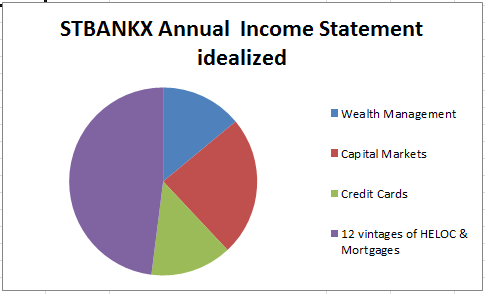 STBANKX Annual  Income Statement
idealized
Wealth Management
Capital Markets
Credit Cards
12 vintages of HELOC &
Mortgages